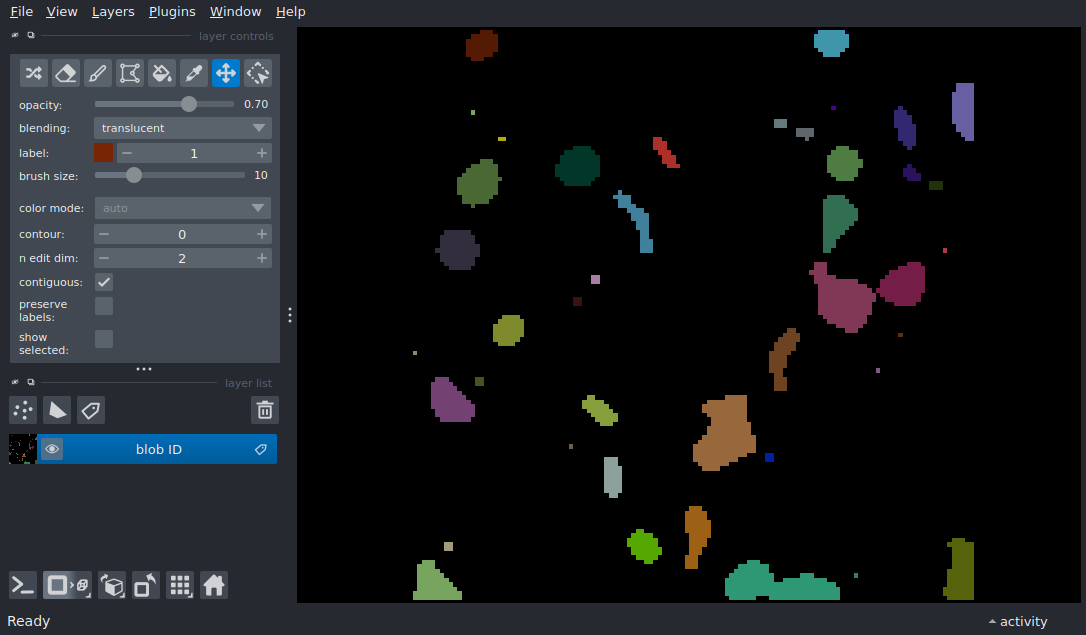 File View Layers Plugins Window Help
layer controls
opacity: 0.70
blending: translucent
label: 1
brush size: 10
color mode: auto
contour: 0
n edit dim: 2
contiguous:
preserve
labels:
show
selected:
layer list
blob ID
Ready
activity